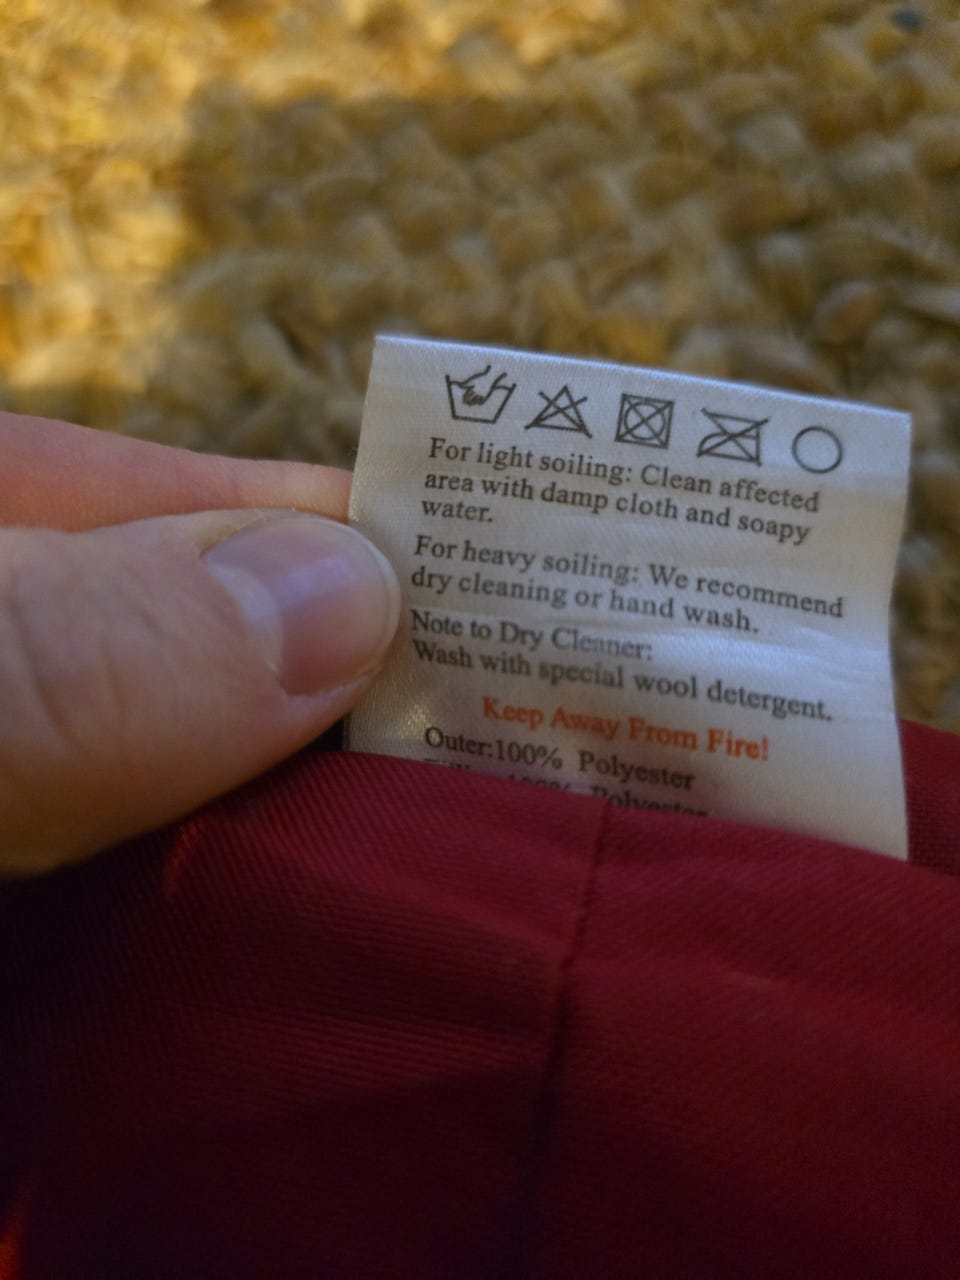 For light soiling: Clean affected
area with damp cloth and soapy
water.
For heavy soiling: We recommend
dry cleaning or hand wash.
Note to Dry Cleaner:
Wash with special wool detergent.
Keep Away From Fire!
Outer:100% Polyester
100% Polyester